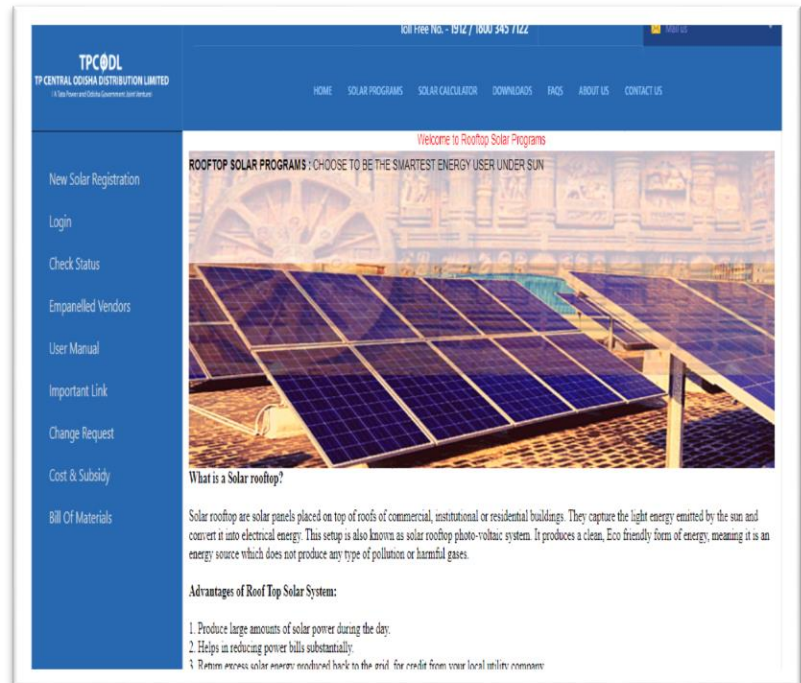 Toll Free No. - 1912 / 1800 345 7122
Mail us
TPCODL
TP CENTRAL ODISHA DISTRIBUTION LIMITED
(A Tata Power and Odisha Government Joint Venture)
HOME SOLAR PROGRAMS SOLAR CALCULATOR DOWNLOADS FAQS ABOUT US CONTACT US
Welcome to Rooftop Solar Programs
New Solar Registration
Login
Check Status
Empanelled Vendors
User Manual
Important Link
Change Request
Cost & Subsidy
Bill Of Materials
ROOFTOP SOLAR PROGRAMS : CHOOSE TO BE THE SMARTEST ENERGY USER UNDER SUN
What is a Solar rooftop?
Solar rooftop are solar panels placed on top of roofs of commercial, institutional or residential buildings. They capture the light energy emitted by the sun and
convert it into electrical energy. This setup is also known as solar rooftop photo-voltaic system. It produces a clean, Eco friendly form of energy, meaning it is an
energy source which does not produce any type of pollution or harmful gases.
Advantages of Roof Top Solar System:
1. Produce large amounts of solar power during the day.
2. Helps in reducing power bills substantially.
3. Return excess solar energy produced back to the grid, for credit from your local utility company